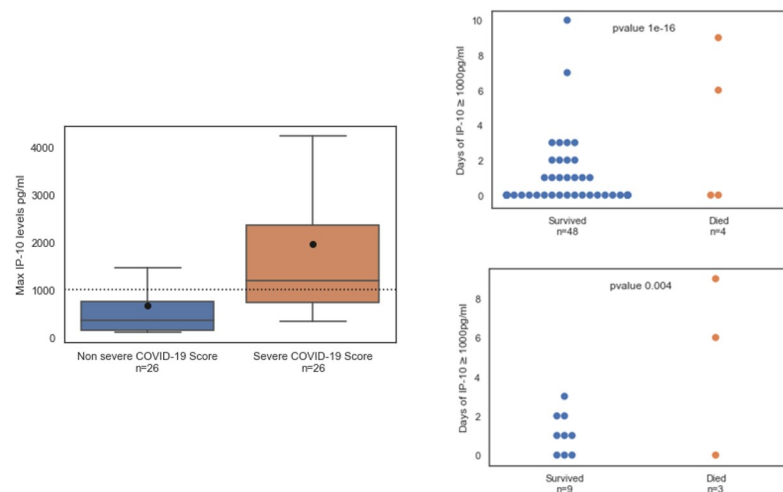 Max IP-10 levels pg/ml
4000
3000
2000
1000
0
Non severe COVID-19 Score
n=26
Severe COVID-19 Score
n=26
Days of IP-10 ≥ 1000pg/ml
10
8
6
4
2
0
pvalue 1e-16
Survived
n=48
Died
n=4
Days of IP-10 ≥ 1000pg/ml
8
6
4
2
0
pvalue 0.004
Survived
n=9
Died
n=3